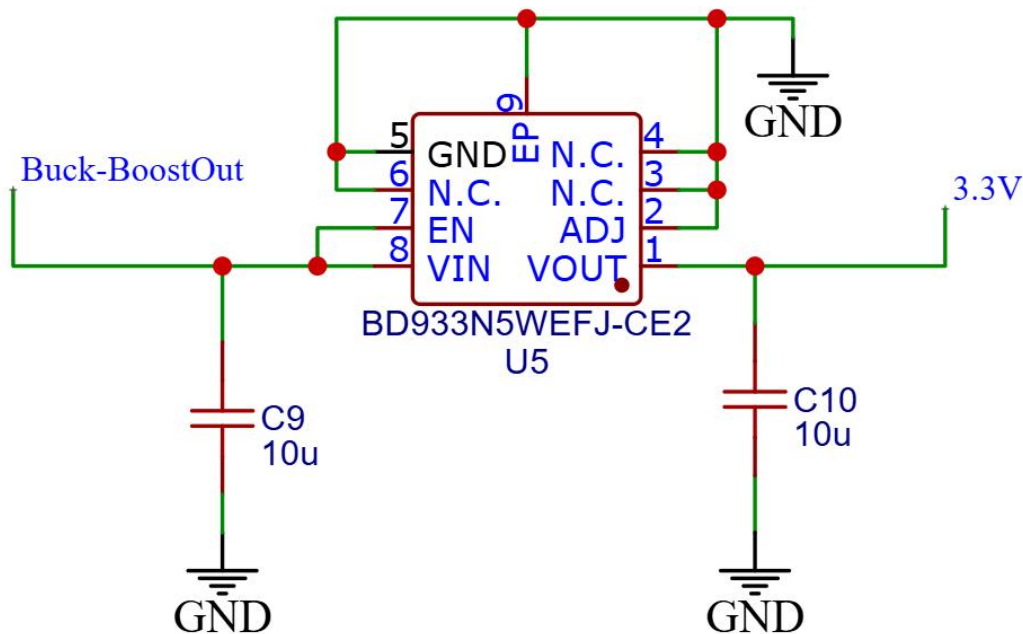 GND
9
EP
5
GND
N.C.
4
6
N.C.
N.C.
3
7
EN
ADJ
2
8
VIN
VOUT
1
Buck-BoostOut
3.3V
BD933N5WEFJ-CE2
U5
C9
10u
C10
10u
GND
GND